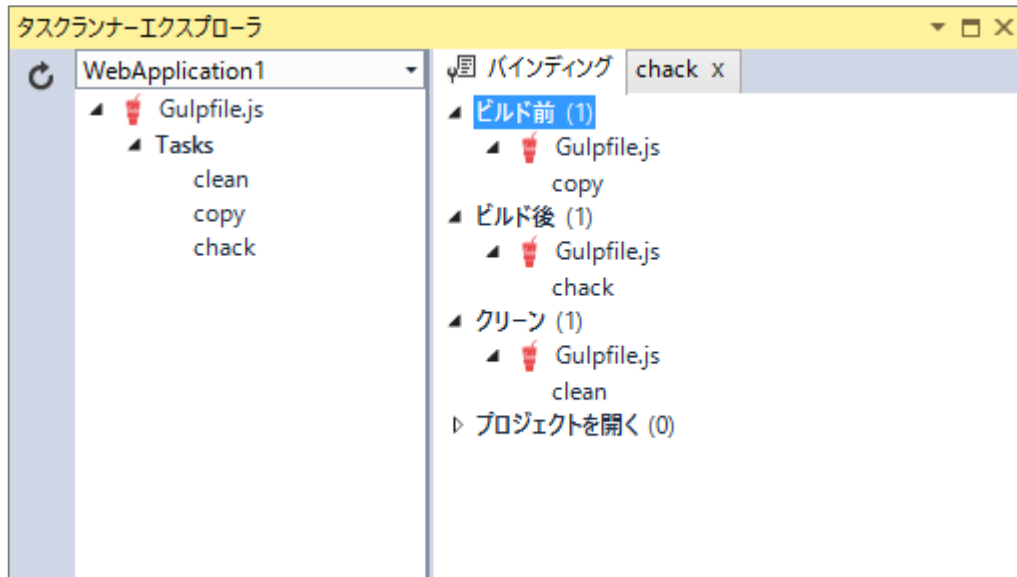 タスクランナーエクスプローラ
WebApplication1
Gulpfile.js
Tasks
clean
copy
chack
バインディング
chack x
ビルド前 (1)
Gulpfile.js
copy
ビルド後 (1)
Gulpfile.js
chack
クリーン (1)
Gulpfile.js
clean
プロジェクトを開く (0)